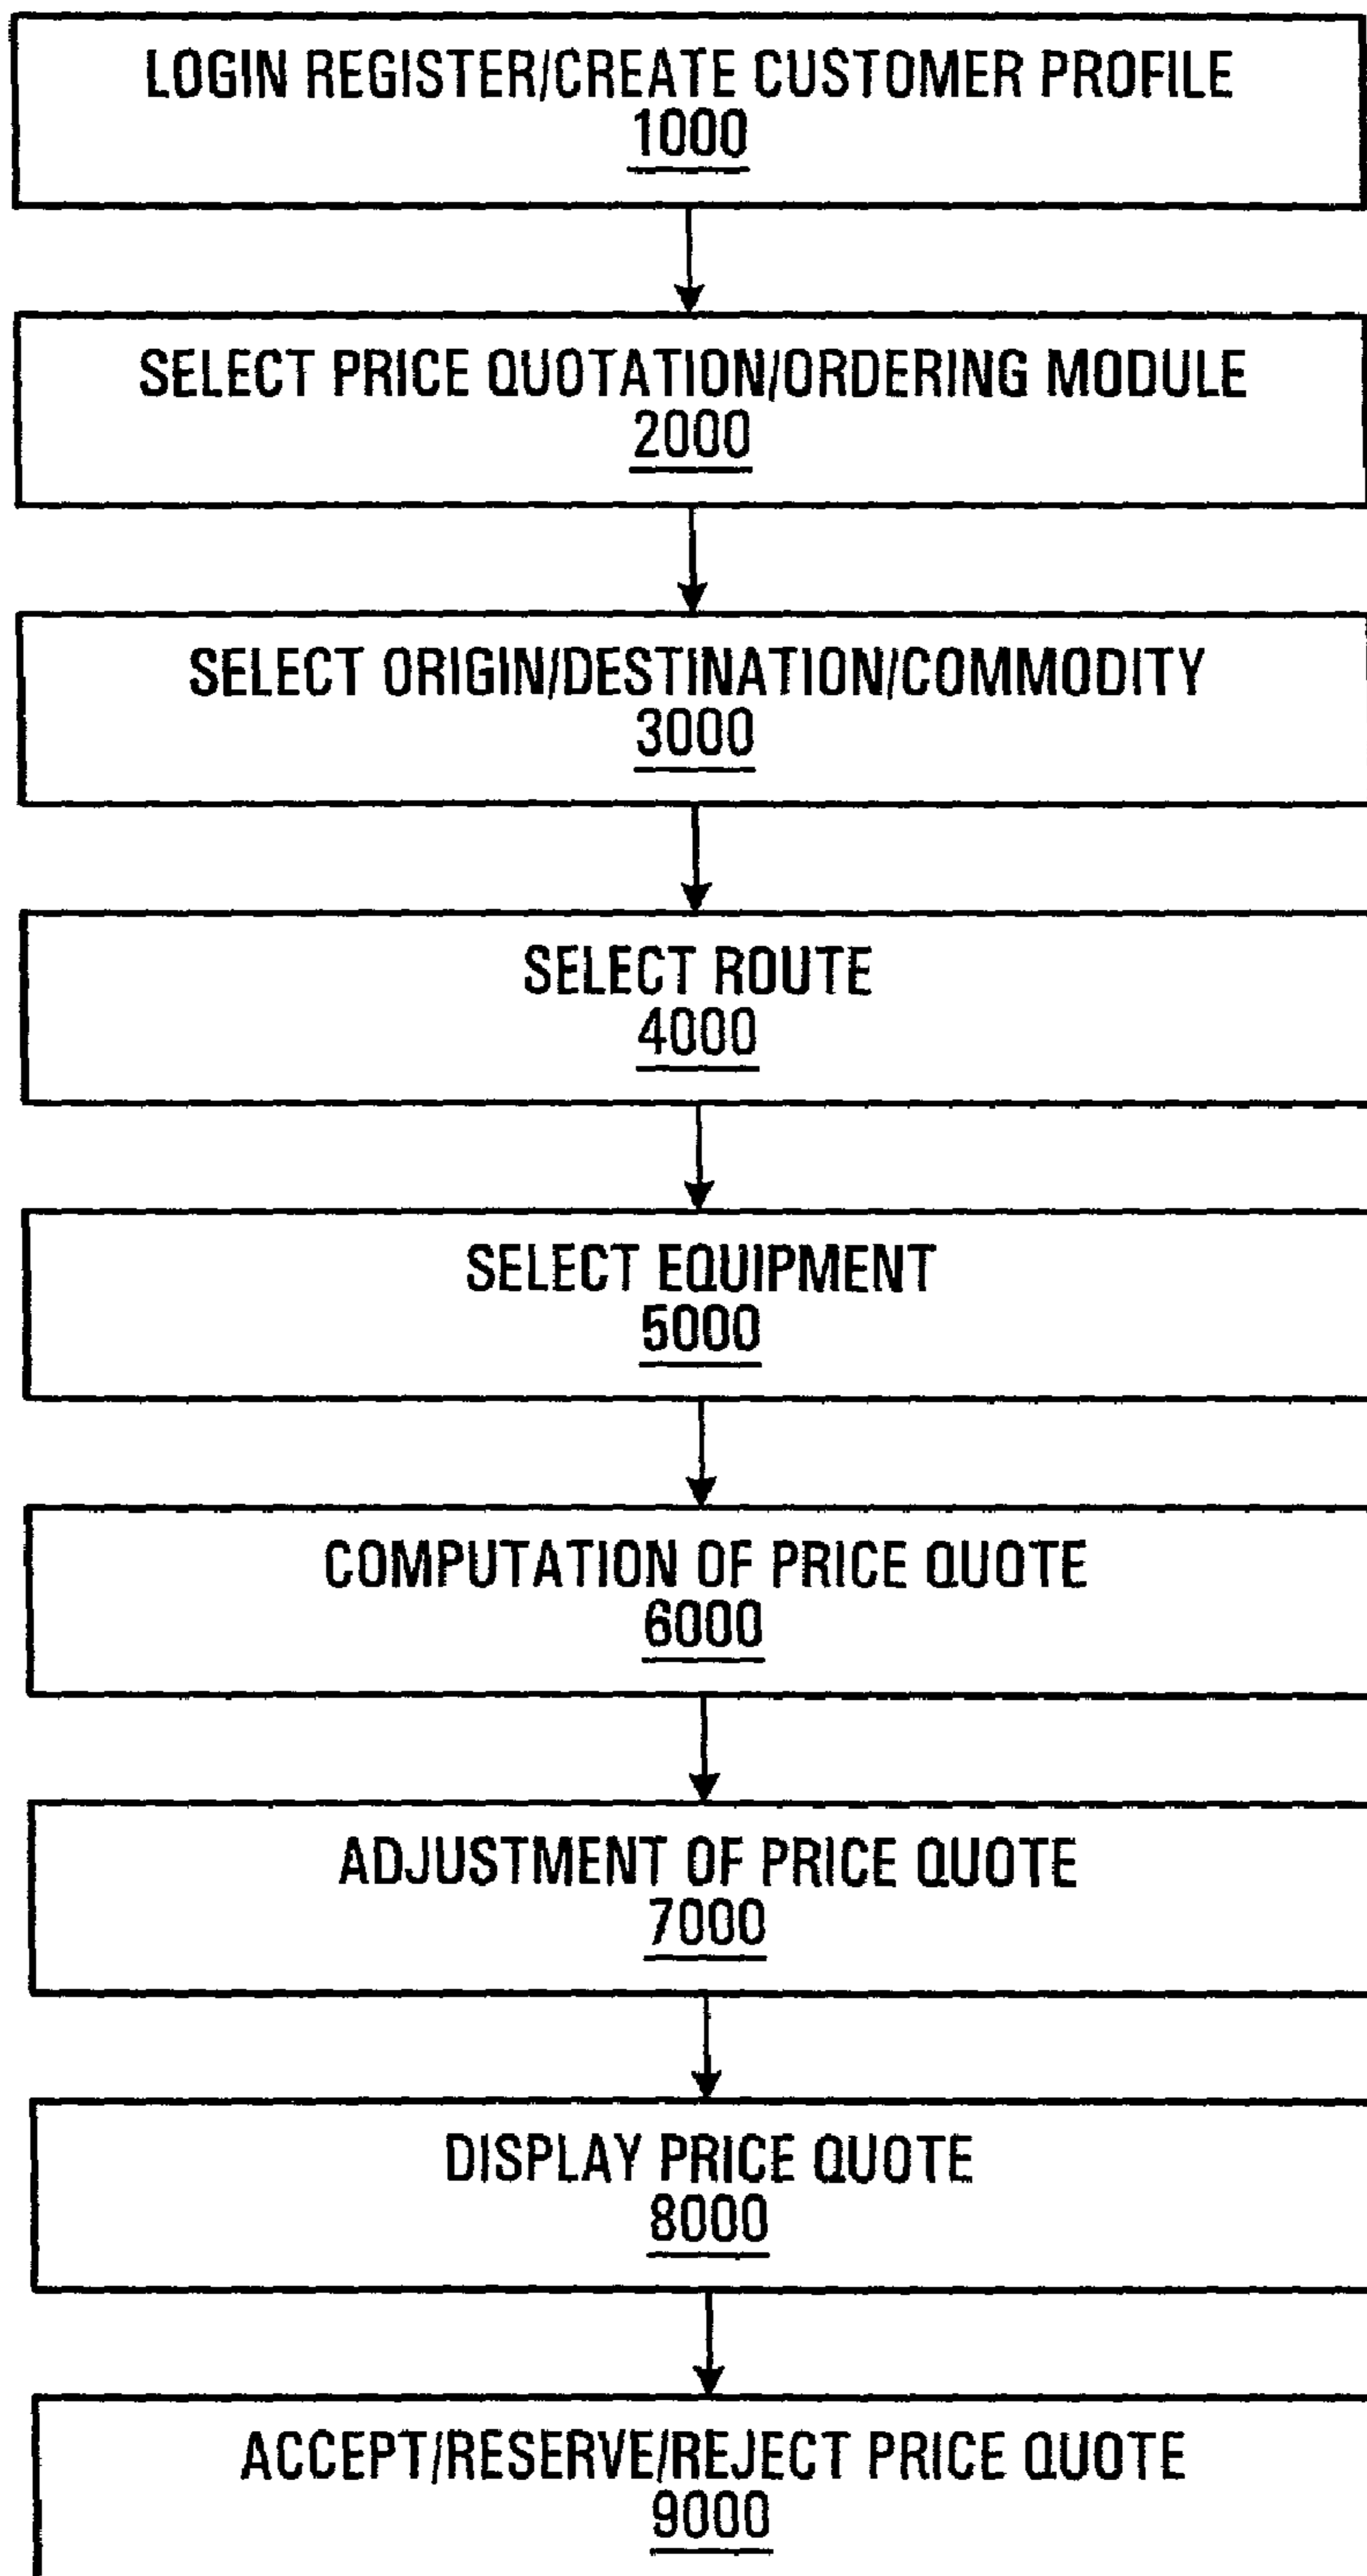 LOGIN REGISTER/CREATE CUSTOMER PROFILE
1000
SELECT PRICE QUOTATION/ORDERING MODULE
2000
SELECT ORIGIN/DESTINATION/COMMODITY
3000
SELECT ROUTE
4000
SELECT EQUIPMENT
5000
COMPUTATION OF PRICE QUOTE
6000
ADJUSTMENT OF PRICE QUOTE
7000
DISPLAY PRICE QUOTE
8000
ACCEPT/RESERVE/REJECT PRICE QUOTE
9000